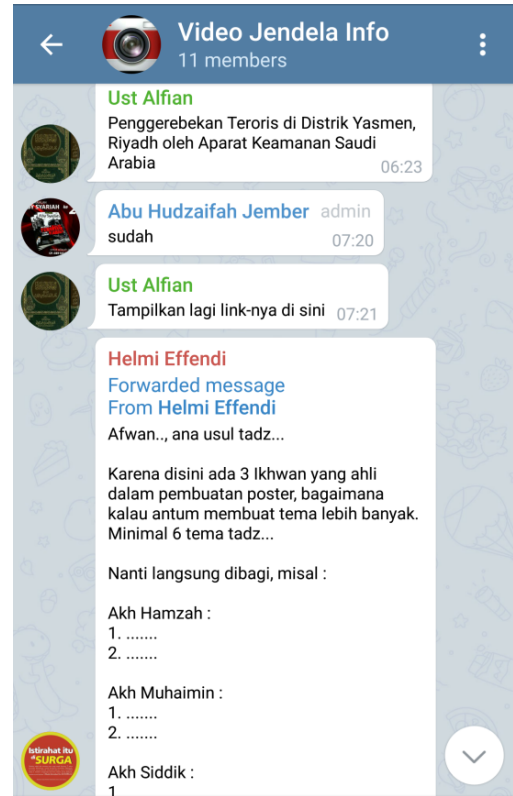 Video Jendela Info
11 members
Ust Alfian
Penggerebekan Teroris di Distrik Yasmen,
Riyadh oleh Aparat Keamanan Saudi
Arabia 06:23
Abu Hudzaifah Jember admin
sudah 07:20
Ust Alfian
Tampilkan lagi link-nya di sini 07:21
Helmi Effendi
Forwarded message
From Helmi Effendi
Afwan.., ana usul tadz...
Karena disini ada 3 Ikhwan yang ahli
dalam pembuatan poster, bagaimana
kalau antum membuat tema lebih banyak.
Minimal 6 tema tadz...
Nanti langsung dibagi, misal :
Akh Hamzah :
1. .......
2. .......
Akh Muhaimin :
1. .......
2. .......
Istirahat itu
di SURGA
Akh Siddik :
1